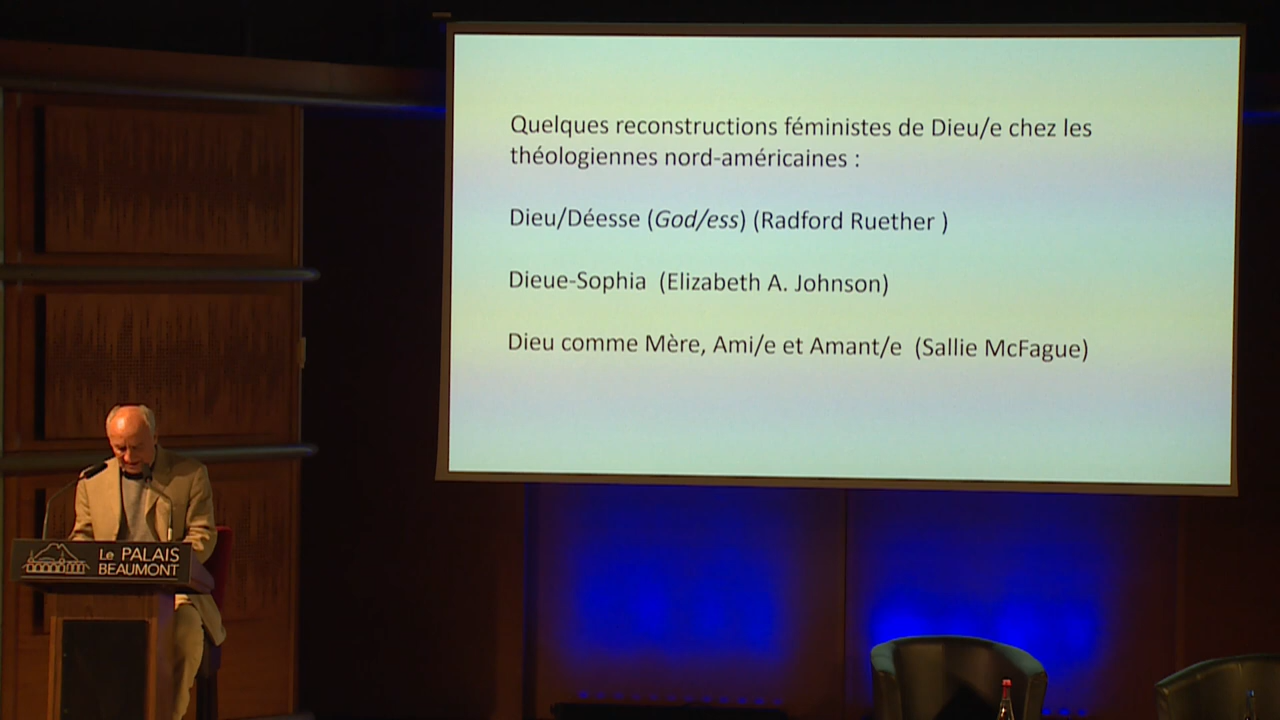 Quelques reconstructions féministes de Dieu/e chez les
théologiennes nord-américaines :
Dieu/Déesse (God/ess) (Radford Ruether )
Dieue-Sophia (Elizabeth A. Johnson)
Dieu comme Mère, Ami/e et Amant/e (Sallie McFague)
Le PALAIS
BEAUMONT